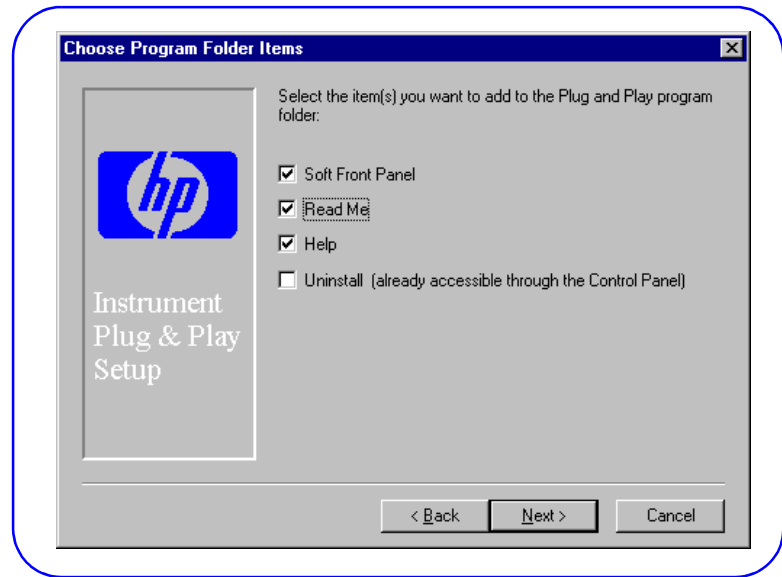 Choose Program Folder Items
Select the item(s) you want to add to the Plug and Play program
folder:
hp
Soft Front Panel
Read Me
Help
Uninstall (already accessible through the Control Panel)
Instrument
Plug & Play
Setup
< Back
Next >
Cancel